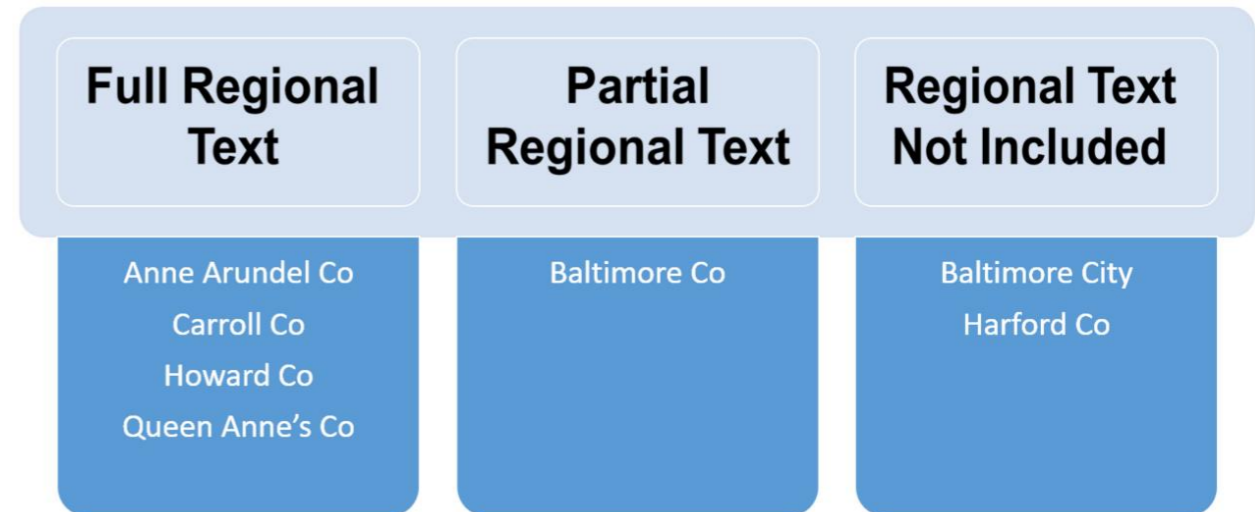 Full Regional
Text
Anne Arundel Co
Carroll Co
Howard Co
Queen Anne’s Co
Partial
Regional Text
Baltimore Co
Regional Text
Not Included
Baltimore City
Harford Co